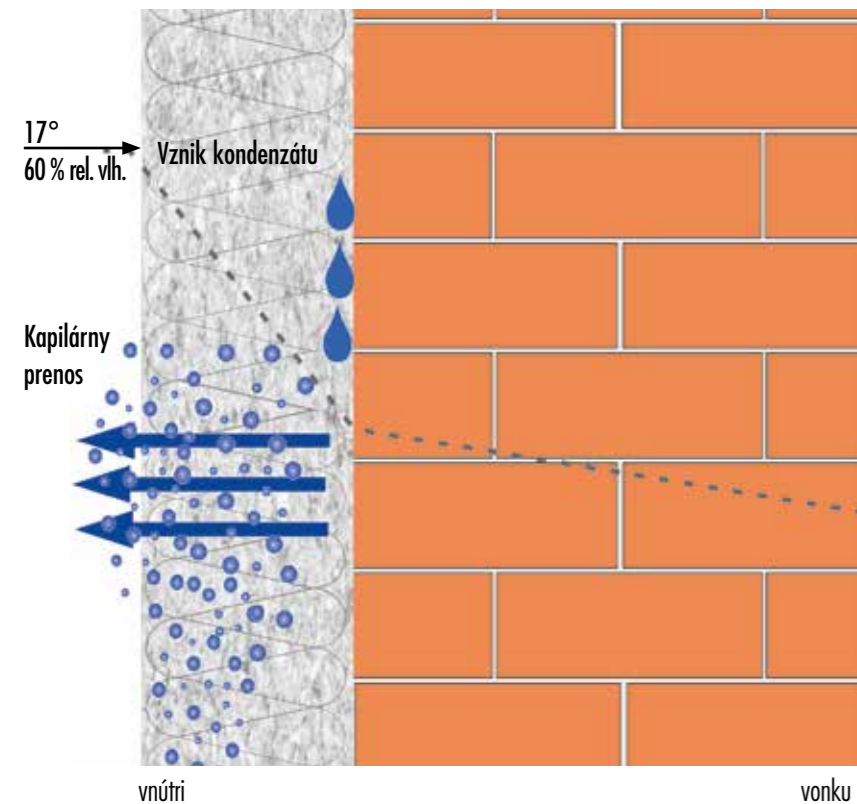 17°
60 % rel. vlh.
Vznik kondenzátu
Kapilárny
prenos
vnútri
vonku